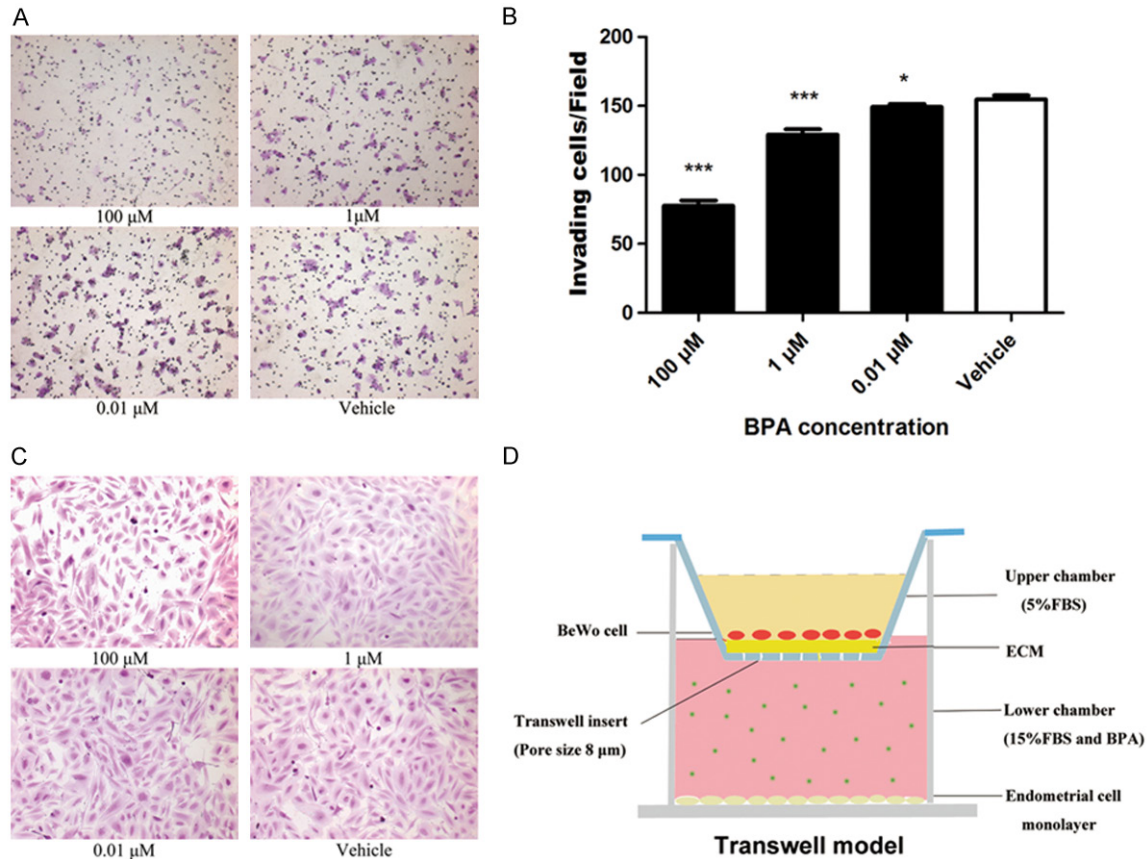 A
100 μM
1μM
0.01 μM
Vehicle
B
Invading cells/Field
200
150
100
50
0
***
***
*
100 μM
1 μM
0.01 μM
Vehicle
BPA concentration
C
100 μM
1 μM
0.01 μM
Vehicle
D
BeWo cell
Transwell insert
(Pore size 8 μm)
Upper chamber
(5%FBS)
ECM
Lower chamber
(15%FBS and BPA)
Endometrial cell
monolayer
Transwell model